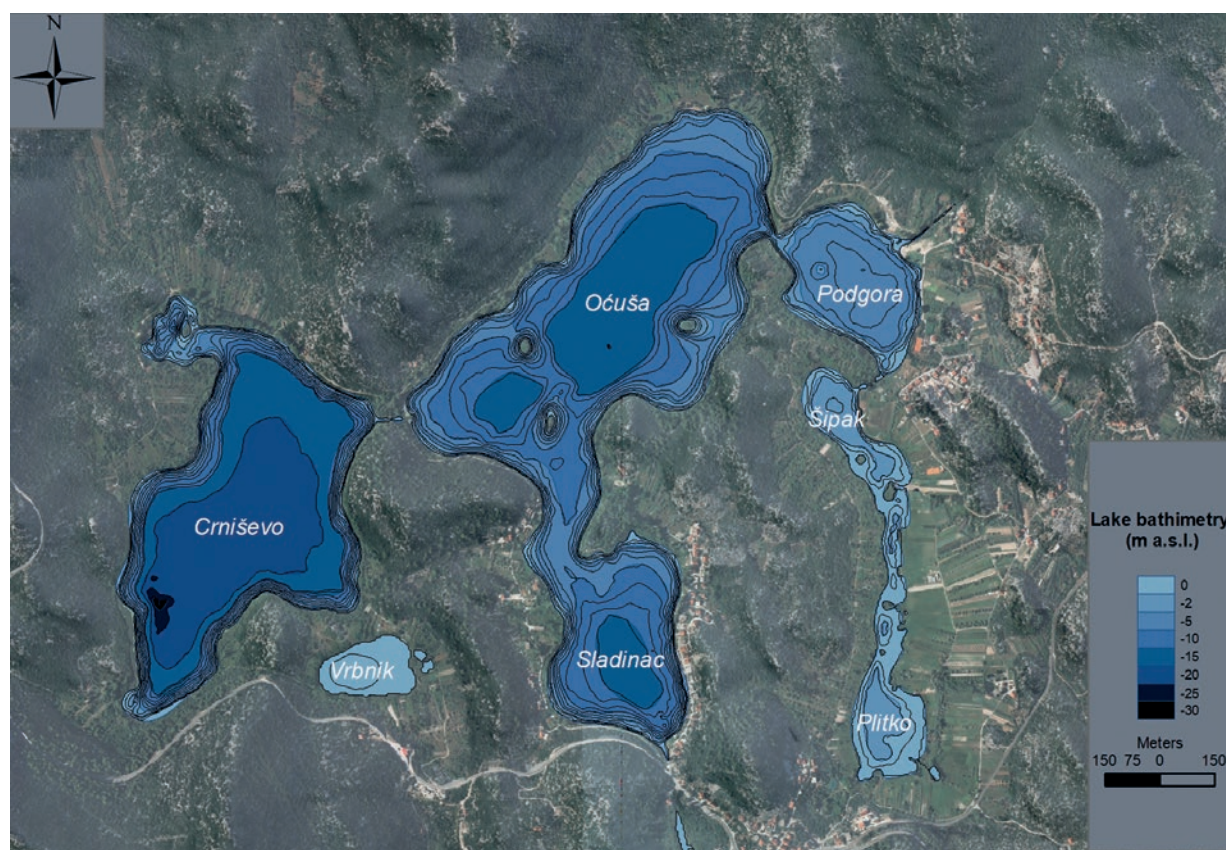 N
Oćuša
Podgora
Šipak
Crniševo
Vrbnik
Sladinac
Plitko
Lake bathimetry
(m a.s.l.)
0
-2
-5
-10
-15
-20
-25
-30
Meters
150 75 0 150